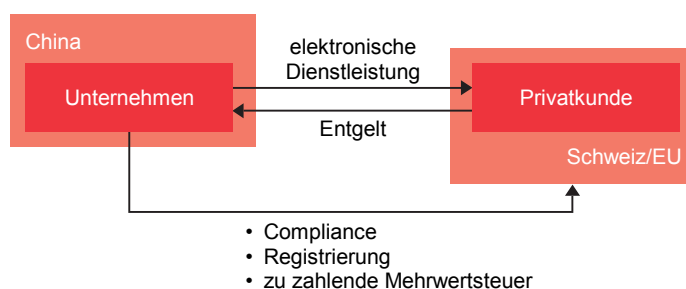 China
elektronische
Dienstleistung
Unternehmen
Privatkunde
Entgelt
Schweiz/EU
• Compliance
• Registrierung
• zu zahlende Mehrwertsteuer